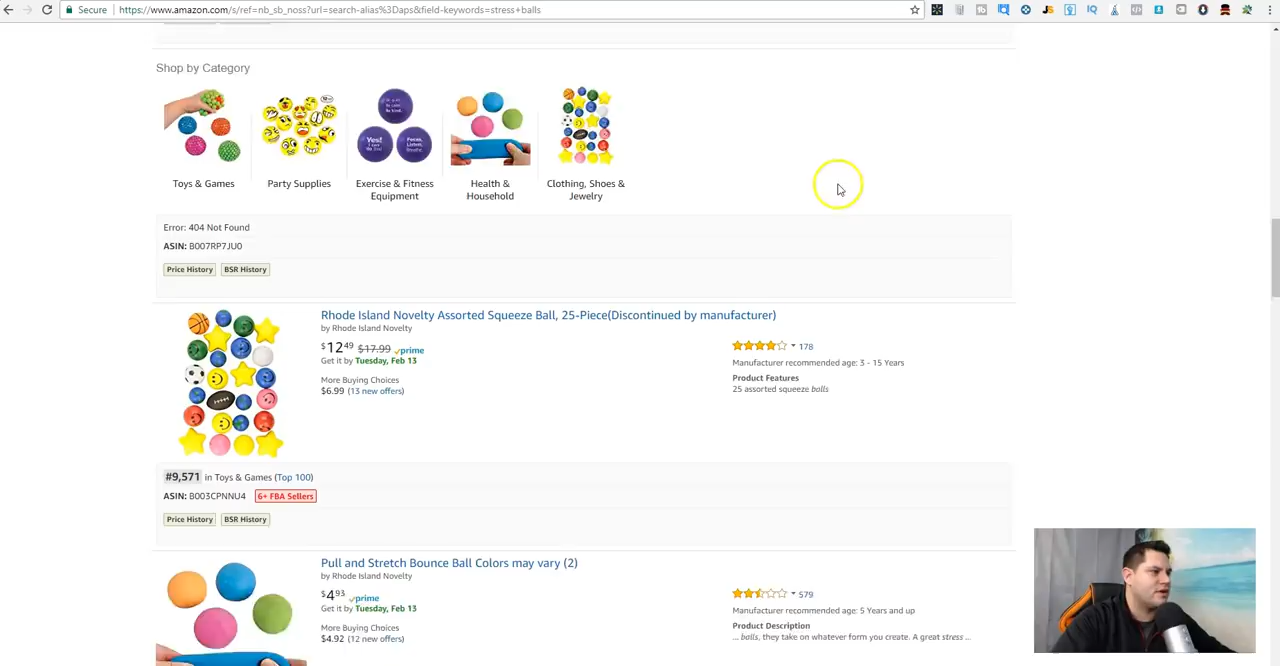 Secure
https://www.amazon.com/s/ref=nb_sb_noss?url=search-alias%3Daps&field-keywords=stress+balls
Shop by Category
Toys & Games
Party Supplies
Exercise & Fitness
Equipment
Health &
Household
Clothing, Shoes &
Jewelry
Error: 404 Not Found
ASIN: B007RP7JU0
Price History
BSR History
Rhode Island Novelty Assorted Squeeze Ball, 25-Piece(Discontinued by manufacturer)
by Rhode Island Novelty
$12 49 $17.99 prime
Get it by Tuesday, Feb 13
More Buying Choices
$6.99 (13 new offers)
178
Manufacturer recommended age: 3 - 15 Years
Product Features
25 assorted squeeze balls
#9,571 in Toys & Games (Top 100)
ASIN: B003CPNNU4 6+ FBA Sellers
Price History
BSR History
Pull and Stretch Bounce Ball Colors may vary (2)
by Rhode Island Novelty
$4 93 prime
Get it by Tuesday, Feb 13
More Buying Choices
$4.92 (12 new offers)
579
Manufacturer recommended age: 5 Years and up
Product Description
... balls, they take on whatever form you create. A great stress ...